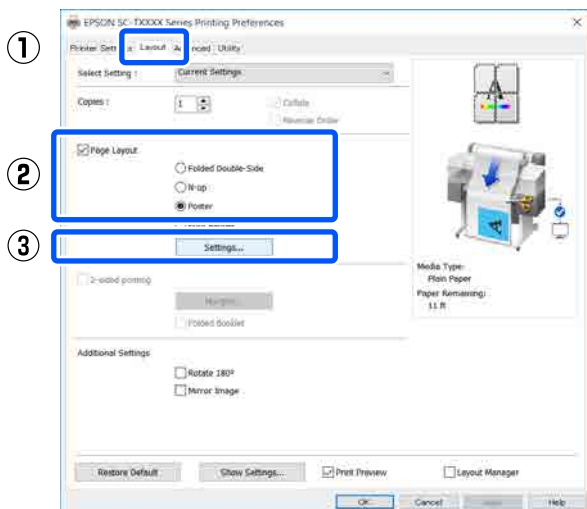 EPSON SC-TXXXX Series Printing Preferences
①
Layout
Utility
Select Setting :
Current Settings
Copies :
1
Collate
Reverse Order
②
Page Layout
Folded Double-Side
N-up
Poster
③
Settings...
2-sided printing
Margins...
Folded Booklet
Media Type:
Plain Paper
Paper Remaining:
11 ft
Additional Settings
Rotate 180°
Mirror Image
Restore Default
Show Settings...
Print Preview
Layout Manager
OK
Cancel
Help